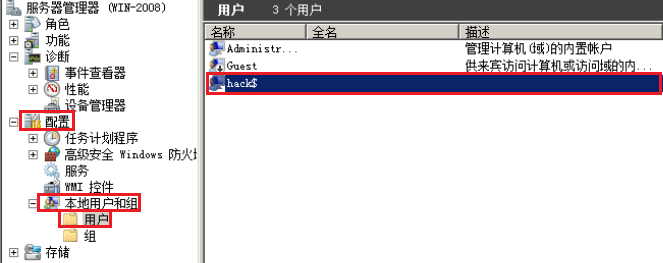 服务器管理器 (WIN-2008)
角色
功能
诊断
事件查看器
性能
设备管理器
配置
任务计划程序
高级安全 Windows 防火墙
服务
WMI 控件
本地用户和组
用户
组
存储
用户 3 个用户
名称 全名 描述
Administr... 管理计算机(域)的内置帐户
Guest 供来宾访问计算机或访问域的内...
hack$